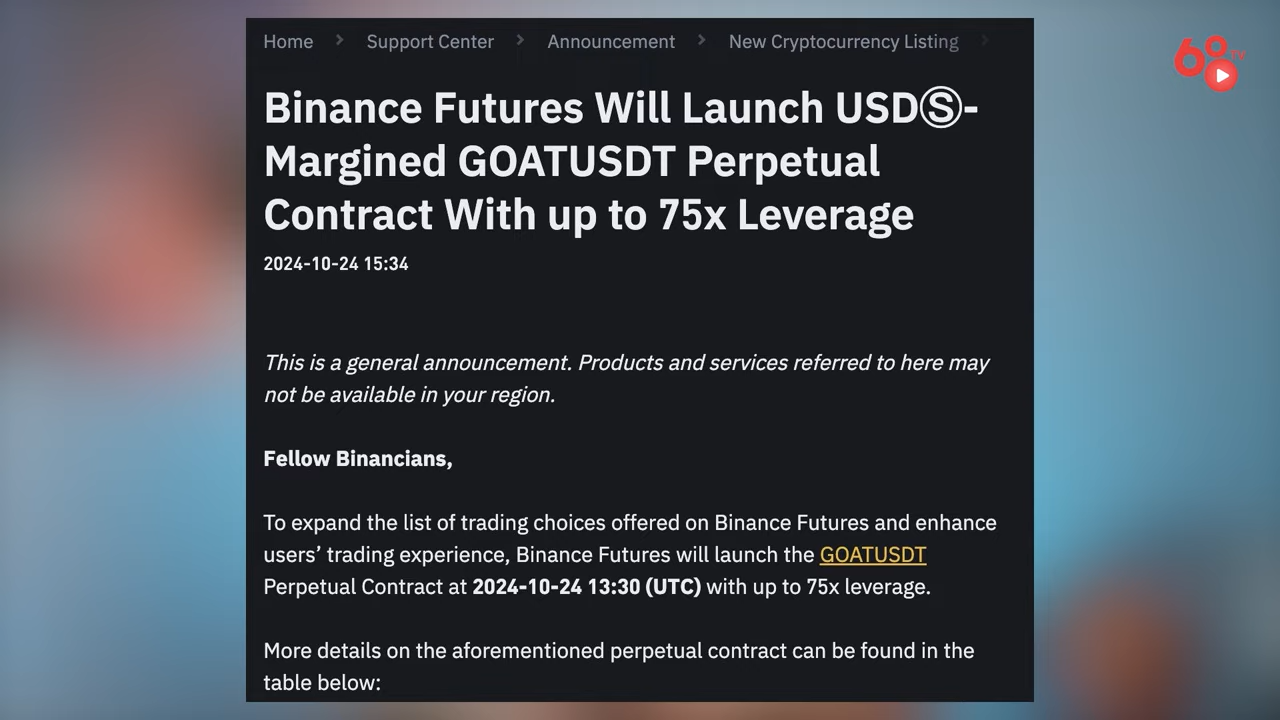 Home > Support Center > Announcement > New Cryptocurrency Listing >
68 TV
Binance Futures Will Launch USDⓈ-
Margined GOATUSDT Perpetual
Contract With up to 75x Leverage
2024-10-24 15:34
This is a general announcement. Products and services referred to here may
not be available in your region.
Fellow Binancians,
To expand the list of trading choices offered on Binance Futures and enhance
users’ trading experience, Binance Futures will launch the GOATUSDT
Perpetual Contract at 2024-10-24 13:30 (UTC) with up to 75x leverage.
More details on the aforementioned perpetual contract can be found in the
table below: